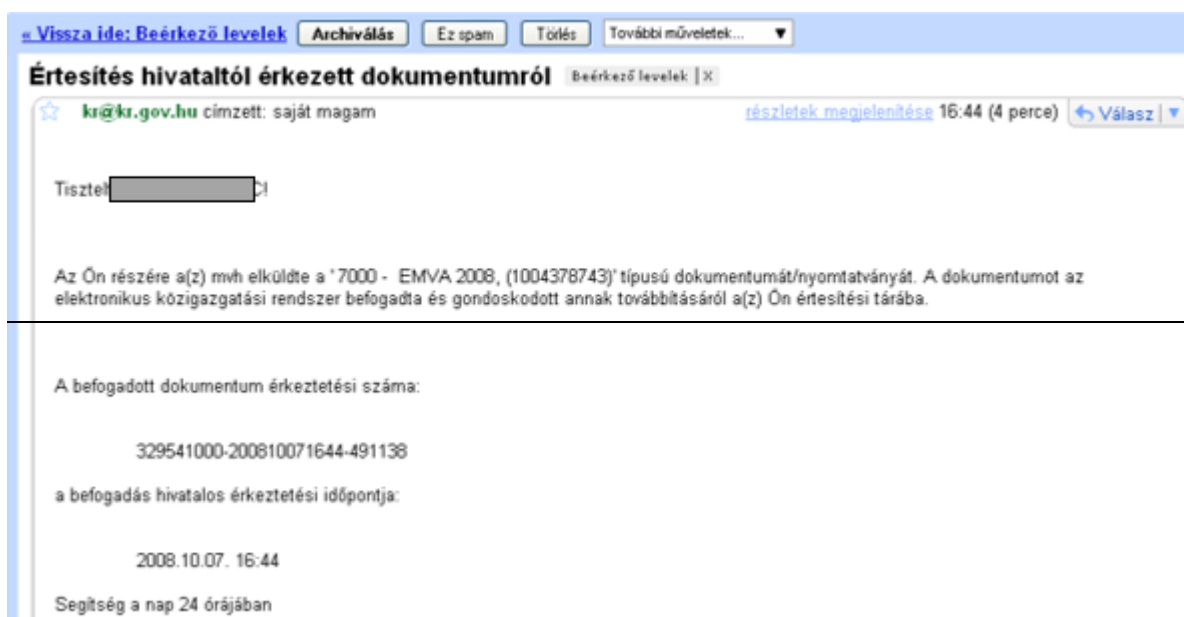 « Vissza ide: Beérkező levelek Archiválás Ez spam Törlés További műveletek...
Értesítés hivataltól érkezett dokumentumról Beérkező levelek | X
kr@kr.gov.hu címzett: saját magam részletek megjelenítése 16:44 (4 perce) Válasz
Az Ön részére a(z) mvh elküldte a '7000 - EMVA 2008, (1004378743)' típusú dokumentumát/nyomtatványát. A dokumentumot az
elektronikus közigazgatási rendszer befogadta és gondoskodott annak továbbításáról a(z) Ön értesítési tárába.
A befogadott dokumentum érkeztetési száma:
329541000-200810071644-491138
a befogadás hivatalos érkeztetési időpontja:
2008.10.07. 16:44
Segítség a nap 24 órájában